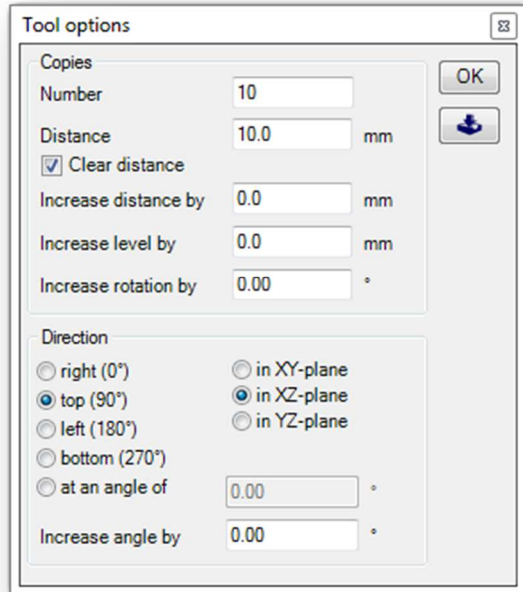 Tool options
Copies
OK
Number 10
Distance 10.0 mm
Clear distance
Increase distance by 0.0 mm
Increase level by 0.0 mm
Increase rotation by 0.00 °
Direction
right (0°) in XY-plane
top (90°) in XZ-plane
left (180°) in YZ-plane
bottom (270°)
at an angle of 0.00 °
Increase angle by 0.00 °